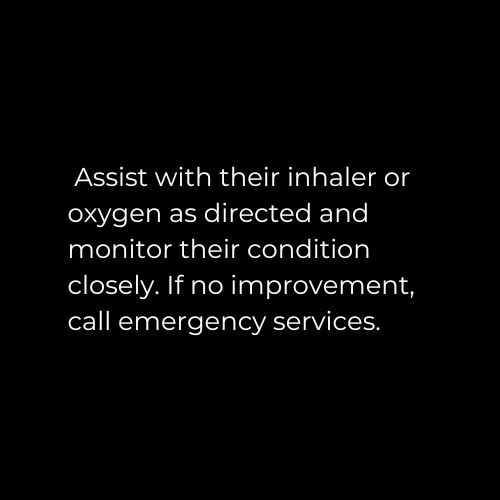 Assist with their inhaler or
oxygen as directed and
monitor their condition
closely. If no improvement,
call emergency services.